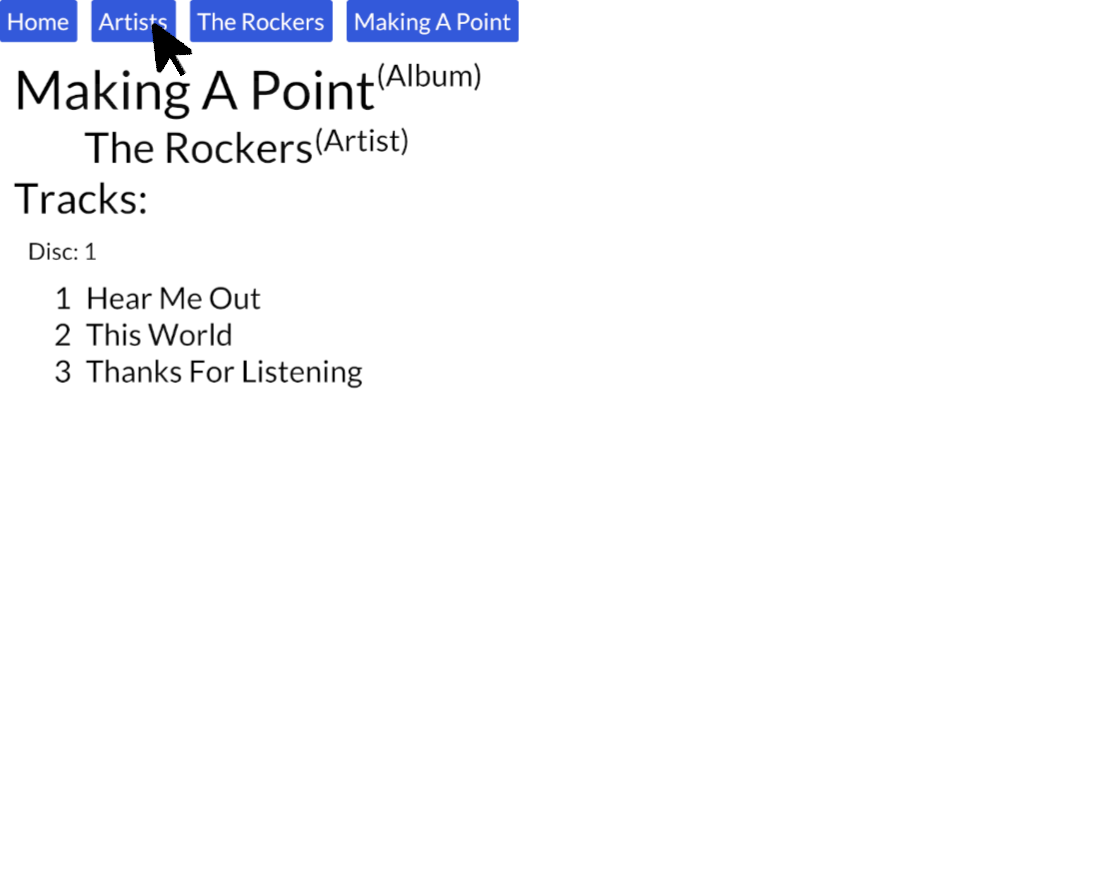 Home Artists The Rockers Making A Point
Making A Point(Album)
The Rockers(Artist)
Tracks:
Disc: 1
1 Hear Me Out
2 This World
3 Thanks For Listening